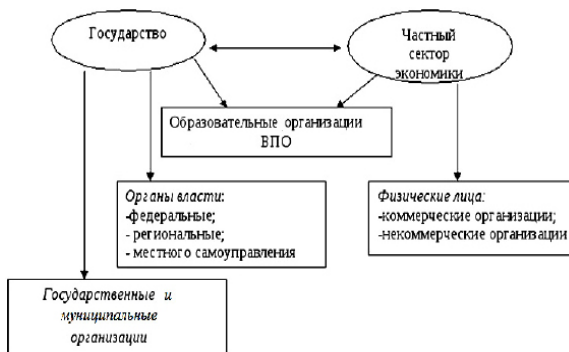 Государство
Частный
сектор
экономики
Образовательные организации
ВПО
Органы власти:
-федеральные;
- региональные;
- местного самоуправления
Физические лица:
-коммерческие организации;
-некоммерческие организации
Государственные и
муниципальные
организации